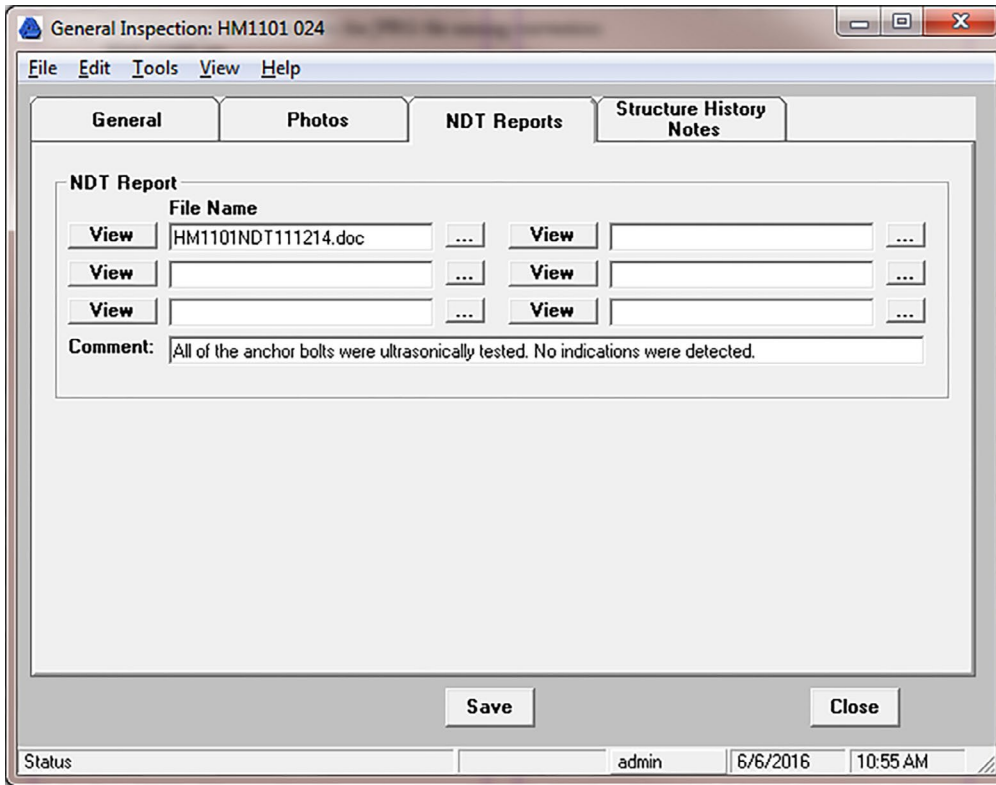 General Inspection: HM1101 024
File Edit Tools View Help
General Photos NDT Reports Structure History Notes
NDT Report
File Name
View HM1101NDT111214.doc ... View ...
View ... View ...
View ... View ...
Comment: All of the anchor bolts were ultrasonically tested. No indications were detected.
Save Close
Status admin 6/6/2016 10:55 AM